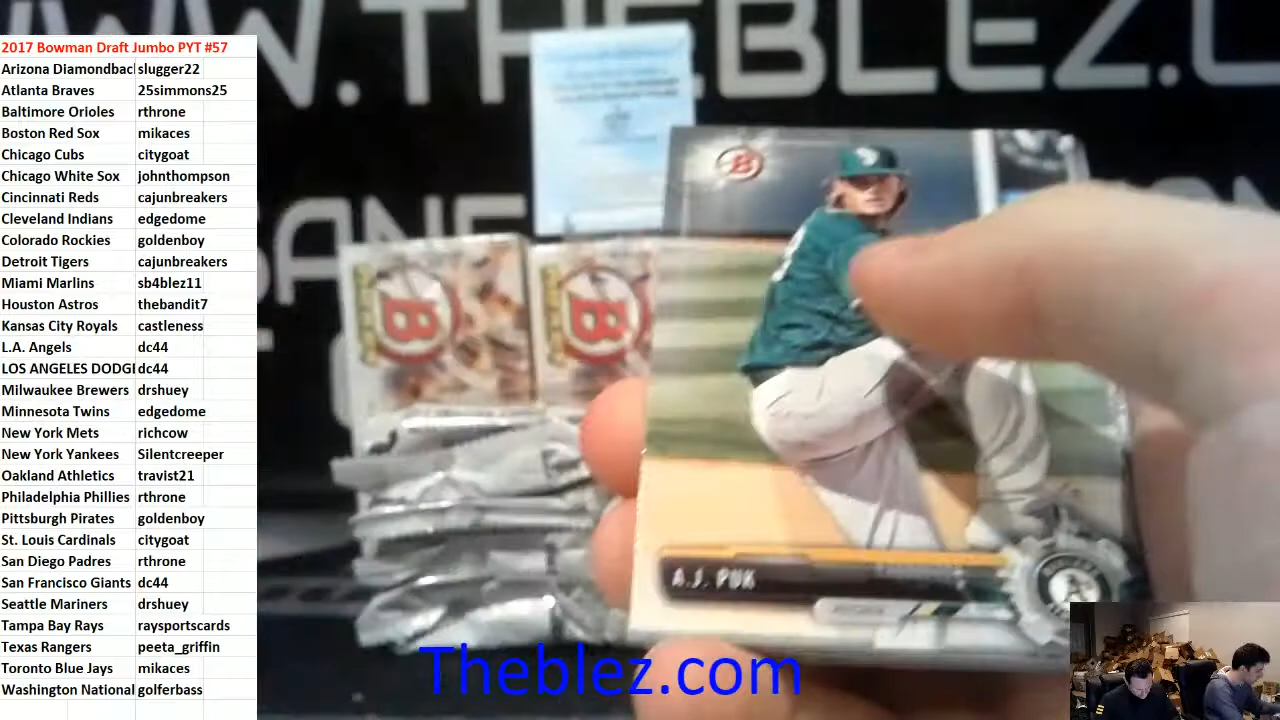 2017 Bowman Draft Jumbo PYT #57
Arizona Diamondbac slugger22
Atlanta Braves 25simmons25
Baltimore Orioles rthrone
Boston Red Sox mikaces
Chicago Cubs citygoat
Chicago White Sox johnthompson
Cincinnati Reds cajunbreakers
Cleveland Indians edgedome
Colorado Rockies goldenboy
Detroit Tigers cajunbreakers
Miami Marlins sb4blez11
Houston Astros thebandit7
Kansas City Royals castleness
L.A. Angels dc44
LOS ANGELES DODG dc44
Milwaukee Brewers drshuey
Minnesota Twins edgedome
New York Mets richcow
New York Yankees Silentcreeper
Oakland Athletics travist21
Philadelphia Phillies rthrone
Pittsburgh Pirates goldenboy
St. Louis Cardinals citygoat
San Diego Padres rthrone
San Francisco Giants dc44
Seattle Mariners drshuey
Tampa Bay Rays raysportscards
Texas Rangers peeta_griffin
Toronto Blue Jays mikaces
Washington National golferbass
WWW.THEBLEZ.C
B
B
B
A.J. PUK
A's
Theblez.com